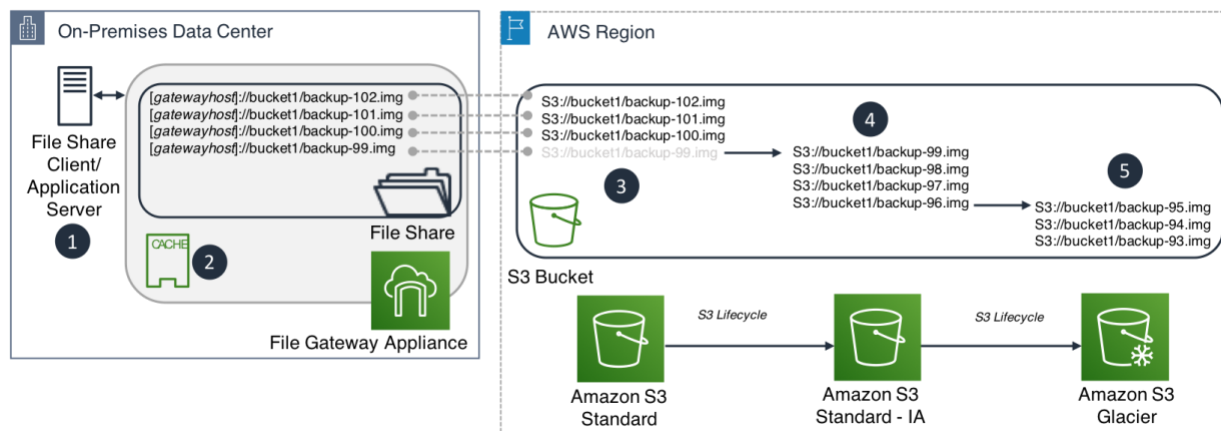 On-Premises Data Center
AWS Region
File Share
Client/
Application
Server
1
[gatewayhost]://bucket1/backup-102.img
[gatewayhost]://bucket1/backup-101.img
[gatewayhost]://bucket1/backup-100.img
[gatewayhost]://bucket1/backup-99.img
File Share
CACHE
2
File Gateway Appliance
S3://bucket1/backup-102.img
S3://bucket1/backup-101.img
S3://bucket1/backup-100.img
S3://bucket1/backup-99.img
3
4
S3://bucket1/backup-99.img
S3://bucket1/backup-98.img
S3://bucket1/backup-97.img
S3://bucket1/backup-96.img
5
S3://bucket1/backup-95.img
S3://bucket1/backup-94.img
S3://bucket1/backup-93.img
S3 Bucket
S3 Lifecycle
S3 Lifecycle
Amazon S3
Standard
Amazon S3
Standard - IA
Amazon S3
Glacier